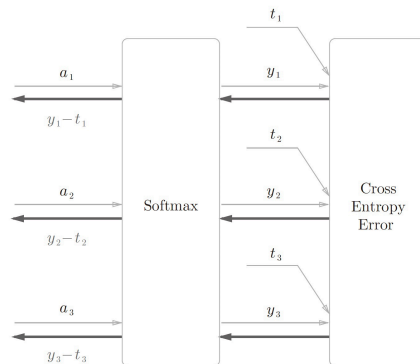 t₁
a₁ y₁
y₁−t₁
t₂
a₂ Softmax y₂ Cross
Entropy
Error
y₂−t₂
t₃
a₃ y₃
y₃−t₃